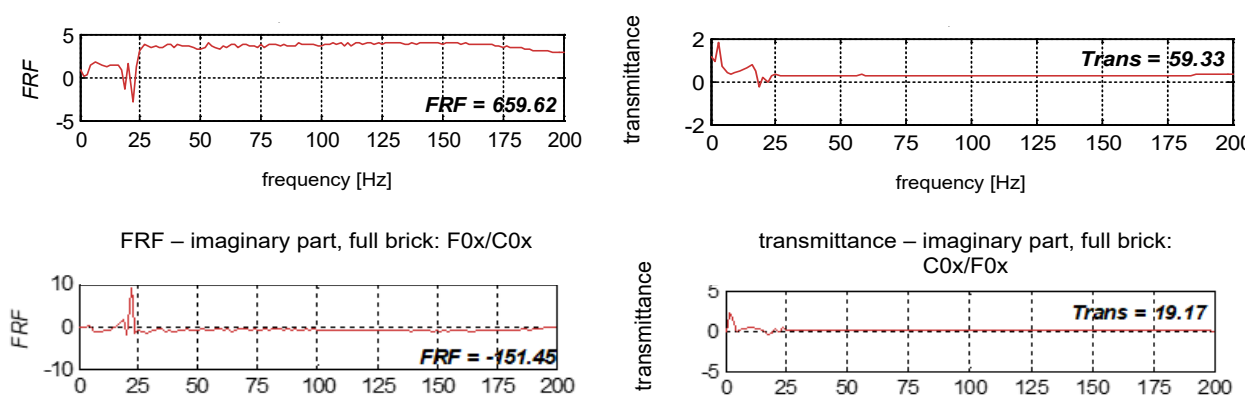 5
0
-5
FRF
FRF = 659.62
0 25 50 75 100 125 150 175 200
frequency [Hz]
2
0
-2
transmittance
Trans = 59.33
0 25 50 75 100 125 150 175 200
frequency [Hz]
FRF – imaginary part, full brick: F0x/C0x
10
0
-10
FRF
FRF = -151.45
0 25 50 75 100 125 150 175 200
transmittance – imaginary part, full brick:
C0x/F0x
5
0
-5
transmittance
Trans = 19.17
0 25 50 75 100 125 150 175 200